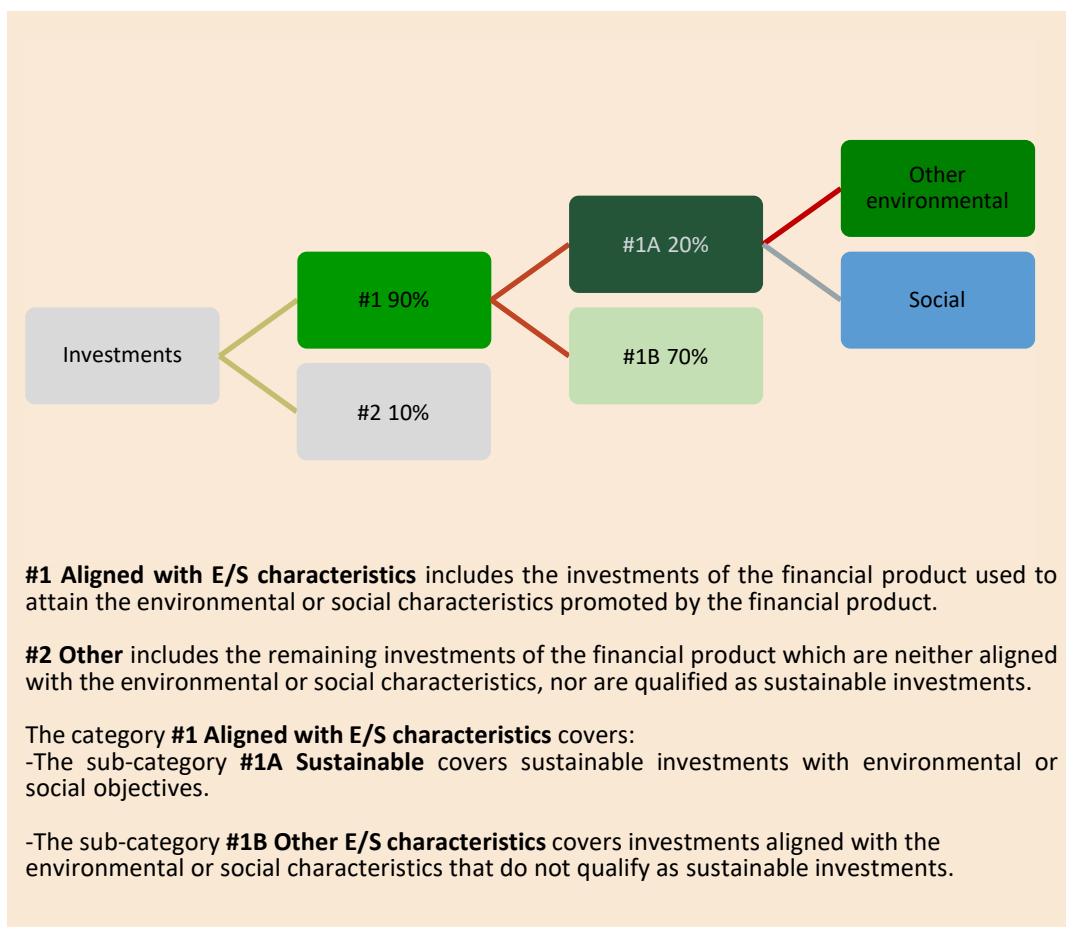 Other
environmental
#1A 20%
#1 90%
Social
Investments
#1B 70%
#2 10%
#1 Aligned with E/S characteristics includes the investments of the financial product used to
attain the environmental or social characteristics promoted by the financial product.
#2 Other includes the remaining investments of the financial product which are neither aligned
with the environmental or social characteristics, nor are qualified as sustainable investments.
The category #1 Aligned with E/S characteristics covers:
-The sub-category #1A Sustainable covers sustainable investments with environmental or
social objectives.
-The sub-category #1B Other E/S characteristics covers investments aligned with the
environmental or social characteristics that do not qualify as sustainable investments.